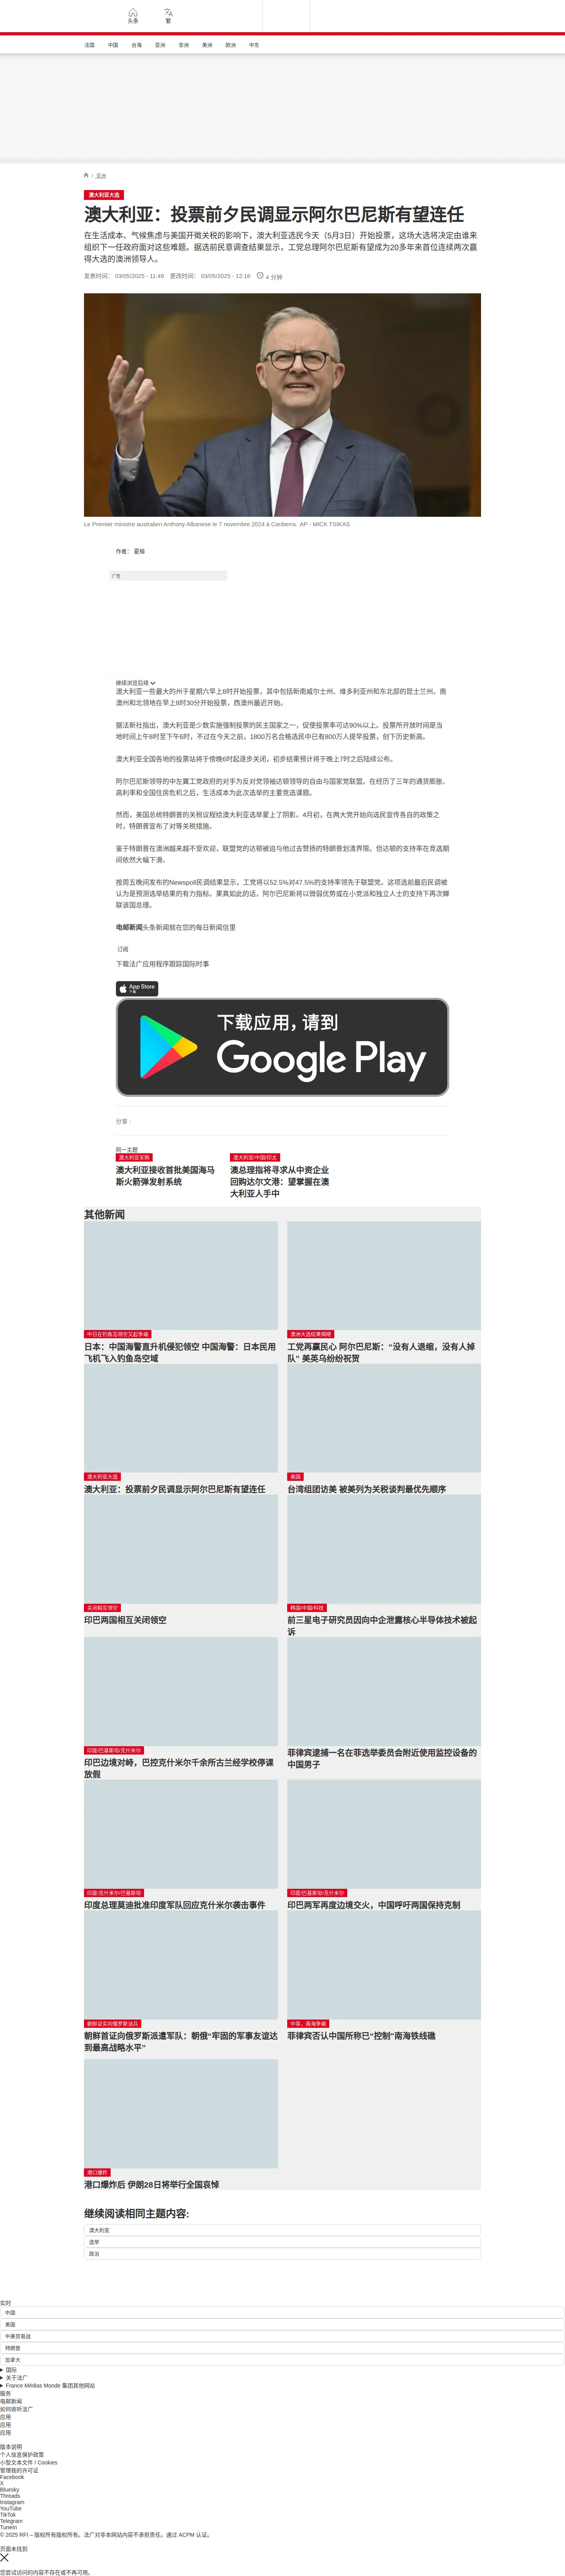 头条
繁
法国
中国
台海
亚洲
非洲
美洲
欧洲
中东
/ 亚洲
澳大利亚大选
澳大利亚：投票前夕民调显示阿尔巴尼斯有望连任
在生活成本、气候焦虑与美国开徵关税的影响下，澳大利亚选民今天（5月3日）开始投票，这场大选将决定由谁来
组织下一任政府面对这些难题。据选前民意调查结果显示，工党总理阿尔巴尼斯有望成为20多年来首位连续两次赢
得大选的澳洲领导人。
发表时间： 03/05/2025 - 11:48 更改时间： 03/05/2025 - 12:16 4 分钟
Le Premier ministre australien Anthony Albanese le 7 novembre 2024 à Canberra. AP - MICK TSIKAS
作者： 夏榕
广告
继续浏览后续
澳大利亚一些最大的州于星期六早上8时开始投票，其中包括新南威尔士州、维多利亚州和东北部的昆士兰州。南
澳州和北领地在早上8时30分开始投票，西澳州最迟开始。
据法新社指出，澳大利亚是少数实施强制投票的民主国家之一，促使投票率可达90%以上。投票所开放时间是当
地时间上午8时至下午6时，不过在今天之前，1800万名合格选民中已有800万人提早投票，创下历史新高。
澳大利亚全国各地的投票站将于傍晚6时起逐步关闭，初步结果预计将于晚上7时之后陆续公布。
阿尔巴尼斯领导的中左翼工党政府的对手为反对党领袖达顿领导的自由与国家党联盟。在经历了三年的通货膨胀、
高利率和全国住房危机之后，生活成本为此次选举的主要竞选课题。
然而，美国总统特朗普的关税议程给澳大利亚选举蒙上了阴影。4月初，在两大党开始向选民宣传各自的政策之
时，特朗普宣布了对等关税措施。
鉴于特朗普在澳洲越来越不受欢迎，联盟党的达顿被迫与他过去赞扬的特朗普划清界限。但达顿的支持率在竞选期
间依然大幅下滑。
按周五晚间发布的Newspoll民调结果显示，工党将以52.5%对47.5%的支持率领先于联盟党。这项选前最后民调被
认为是预测选举结果的有力指标。果真如此的话，阿尔巴尼斯将以微弱优势或在小党派和独立人士的支持下再次蝉
联该国总理。
电邮新闻头条新闻就在您的每日新闻信里
订阅
下载法广应用程序跟踪国际时事
App Store
下载
下载应用，请到
Google Play
分享 :
同一主题
澳大利亚军购
澳大利亚接收首批美国海马
斯火箭弹发射系统
澳大利亚/中国/印太
澳总理指将寻求从中资企业
回购达尔文港：望掌握在澳
大利亚人手中
其他新闻
中日在钓鱼岛领空又起争端
日本：中国海警直升机侵犯领空 中国海警：日本民用
飞机飞入钓鱼岛空域
澳洲大选结果揭晓
工党再赢民心 阿尔巴尼斯：“没有人退缩，没有人掉
队” 美英乌纷纷祝贺
澳大利亚大选
澳大利亚：投票前夕民调显示阿尔巴尼斯有望连任
美国
台湾组团访美 被美列为关税谈判最优先顺序
关闭相互领空
印巴两国相互关闭领空
韩国/中国/科技
前三星电子研究员因向中企泄露核心半导体技术被起
诉
印度/巴基斯坦/克什米尔
印巴边境对峙，巴控克什米尔千余所古兰经学校停课
放假
菲律宾逮捕一名在菲选举委员会附近使用监控设备的
中国男子
印度/克什米尔/巴基斯坦
印度总理莫迪批准印度军队回应克什米尔袭击事件
印度/巴基斯坦/克什米尔
印巴两军再度边境交火，中国呼吁两国保持克制
朝鲜证实向俄罗斯派兵
朝鲜首证向俄罗斯派遣军队：朝俄“牢固的军事友谊达
到最高战略水平”
中菲，南海争端
菲律宾否认中国所称已“控制”南海铁线礁
港口爆炸
港口爆炸后 伊朗28日将举行全国哀悼
继续阅读相同主题内容:
澳大利亚
选举
政治
实时
中国
美国
中美贸易战
特朗普
加拿大
国际
关于法广
France Médias Monde 集团其他网站
服务
电邮新闻
如何收听法广
应用
应用
应用
版本说明
个人信息保护政策
小型文本文件 / Cookies
管理我的许可证
Facebook
X
Bluesky
Threads
Instagram
YouTube
TikTok
Telegram
TuneIn
© 2025 RFI – 版权所有版权所有。法广对非本网站内容不承担责任。通过 ACPM 认证。
页面未找到
您尝试访问的内容不存在或不再可用。